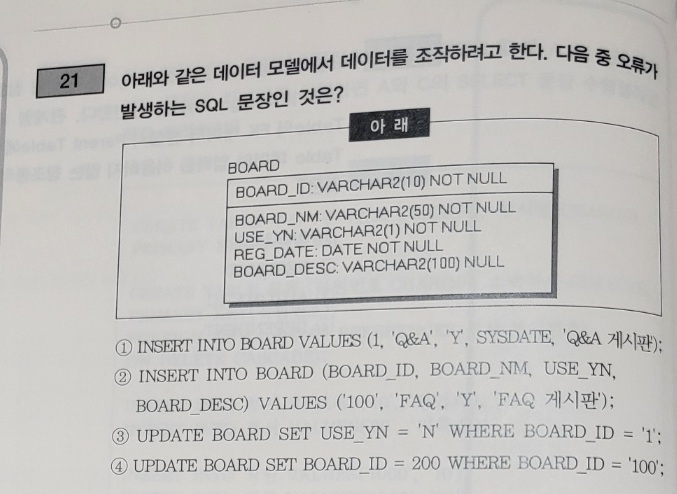 21
아래와 같은 데이터 모델에서 데이터를 조작하려고 한다. 다음 중 오류가
발생하는 SQL 문장인 것은?
아 래
BOARD
BOARD_ID: VARCHAR2(10) NOT NULL
BOARD_NM: VARCHAR2(50) NOT NULL
USE_YN: VARCHAR2(1) NOT NULL
REG_DATE: DATE NOT NULL
BOARD_DESC: VARCHAR2(100) NULL
① INSERT INTO BOARD VALUES (1, 'Q&A', 'Y', SYSDATE, 'Q&A 게시판');
② INSERT INTO BOARD (BOARD_ID, BOARD_NM, USE_YN,
BOARD_DESC) VALUES ('100', 'FAQ', 'Y', 'FAQ 게시판');
③ UPDATE BOARD SET USE_YN = 'N' WHERE BOARD_ID = '1';
④ UPDATE BOARD SET BOARD_ID = 200 WHERE BOARD_ID = '100';